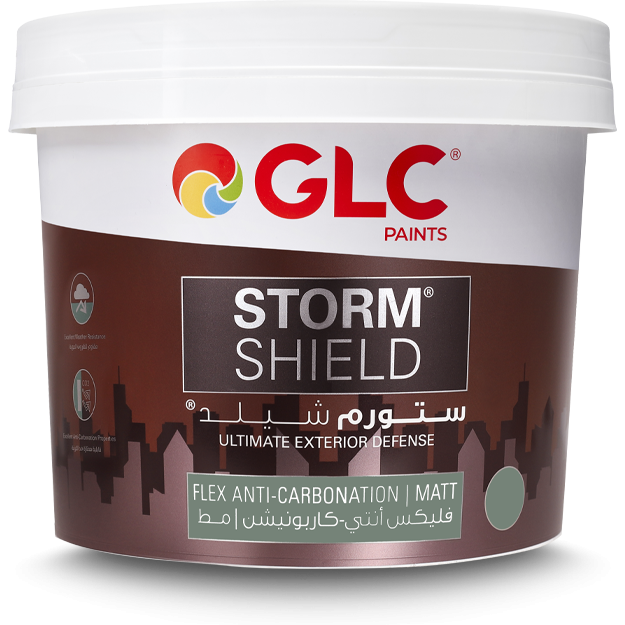 GLC®
PAINTS
STORM®
SHIELD
ستورم شيلد®
ULTIMATE EXTERIOR DEFENSE
FLEX ANTI-CARBONATION | MATT
فليكس أنتي-كاربونيشن | مط